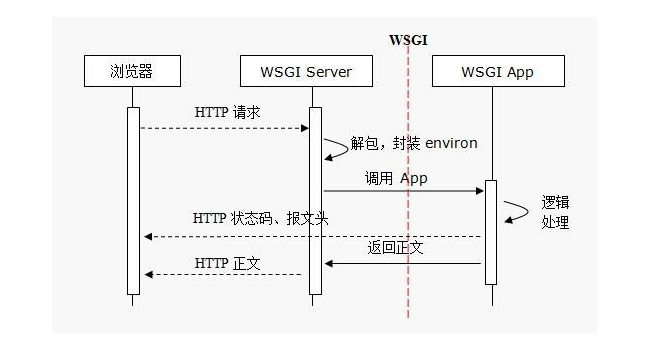 WSGI
浏览器
WSGI Server
WSGI App
HTTP 请求
解包，封装 environ
调用 App
逻辑
处理
HTTP 状态码、报文头
返回正文
HTTP 正文